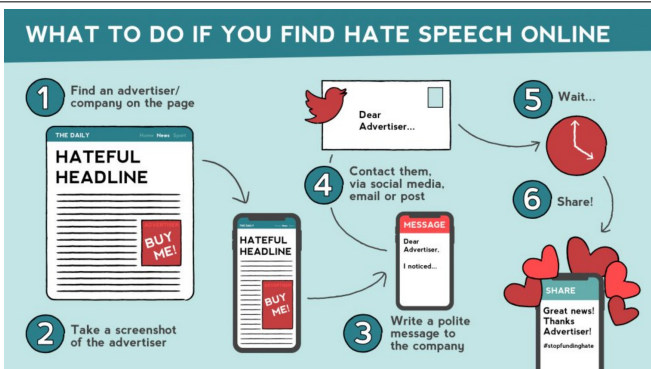 WHAT TO DO IF YOU FIND HATE SPEECH ONLINE
1
Find an advertiser/
company on the page
THE DAILY
Home News Sport
HATEFUL
HEADLINE
BUY
ME!
2
Take a screenshot
of the advertiser
THE DAILY
HATEFUL
HEADLINE
BUY
ME!
3
Write a polite
message to
the company
MESSAGE
Dear
Advertiser.
I noticed...
4
Contact them,
via social media,
email or post
Dear
Advertiser...
5
Wait...
6
Share!
SHARE
Great news!
Thanks
Advertiser!
#stopfundinghate